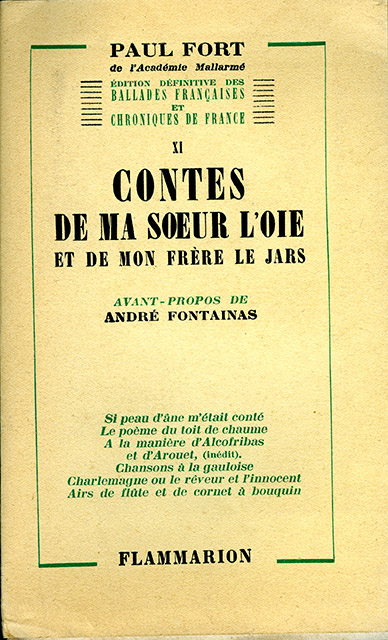 PAUL FORT
de l'Académie Mallarmé
ÉDITION DÉFINITIVE DES
BALLADES FRANÇAISES
ET
CHRONIQUES DE FRANCE
XI
CONTES
DE MA SŒUR L'OIE
ET DE MON FRÈRE LE JARS
AVANT-PROPOS DE
ANDRÉ FONTAINAS
Si peau d'âne m'était conté
Le poème du toit de chaume
A la manière d'Alcofribas
et d'Arouet, (inédit).
Chansons à la gauloise
Charlemagne ou le rêveur et l'innocent
Airs de flûte et de cornet à bouquin
FLAMMARION